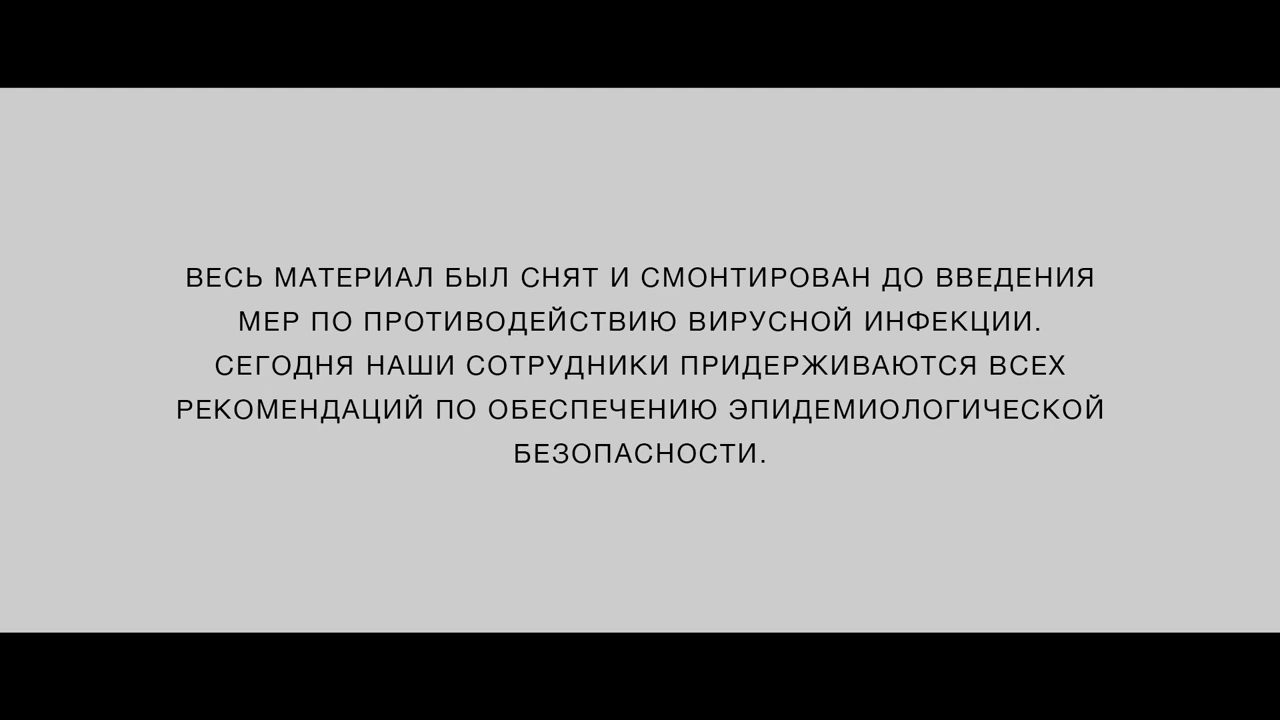 ВЕСЬ МАТЕРИАЛ БЫЛ СНЯТ И СМОНТИРОВАН ДО ВВЕДЕНИЯ
МЕР ПО ПРОТИВОДЕЙСТВИЮ ВИРУСНОЙ ИНФЕКЦИИ.
СЕГОДНЯ НАШИ СОТРУДНИКИ ПРИДЕРЖИВАЮТСЯ ВСЕХ
РЕКОМЕНДАЦИЙ ПО ОБЕСПЕЧЕНИЮ ЭПИДЕМИОЛОГИЧЕСКОЙ
БЕЗОПАСНОСТИ.